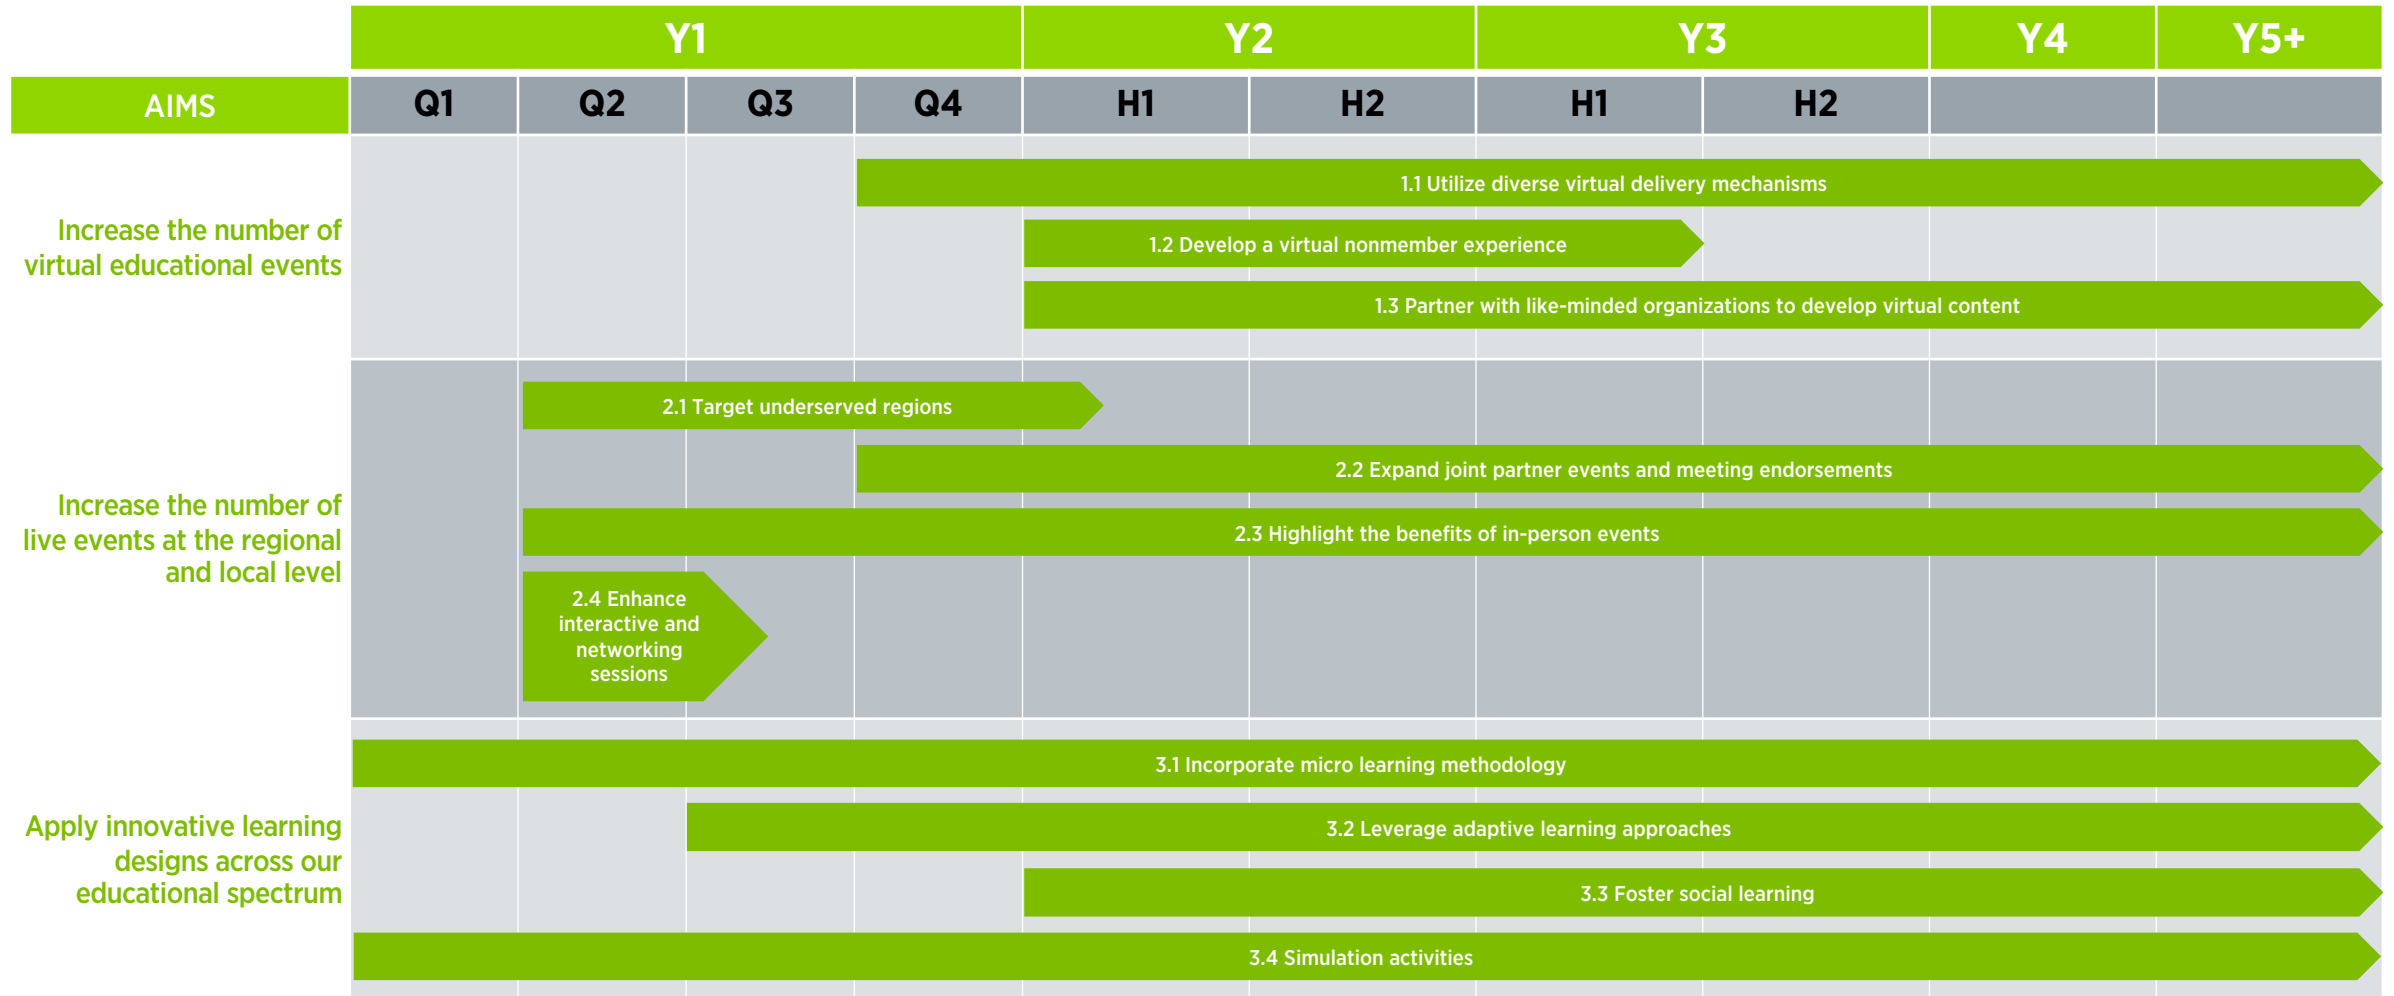 Y1 Y2 Y3 Y4 Y5+
AIMS Q1 Q2 Q3 Q4 H1 H2 H1 H2
Increase the number of
virtual educational events
1.1 Utilize diverse virtual delivery mechanisms
1.2 Develop a virtual nonmember experience
1.3 Partner with like-minded organizations to develop virtual content
Increase the number of
live events at the regional
and local level
2.1 Target underserved regions
2.2 Expand joint partner events and meeting endorsements
2.3 Highlight the benefits of in-person events
2.4 Enhance
interactive and
networking
sessions
Apply innovative learning
designs across our
educational spectrum
3.1 Incorporate micro learning methodology
3.2 Leverage adaptive learning approaches
3.3 Foster social learning
3.4 Simulation activities